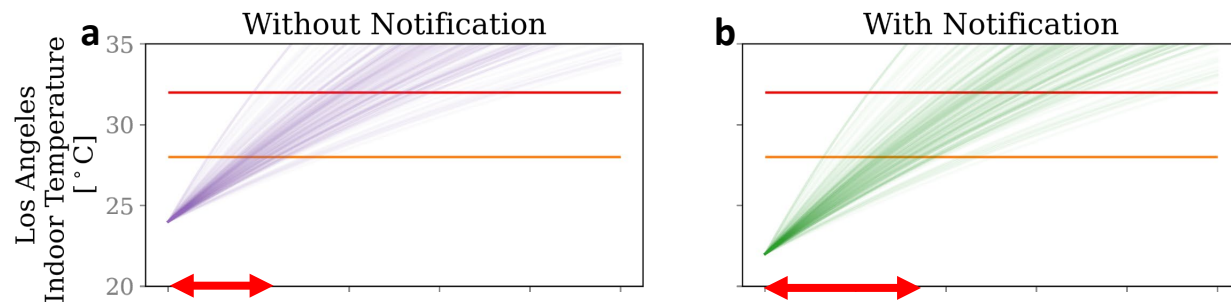 a
Without Notification
b
With Notification
Los Angeles
Indoor Temperature
[°C]
35
30
25
20